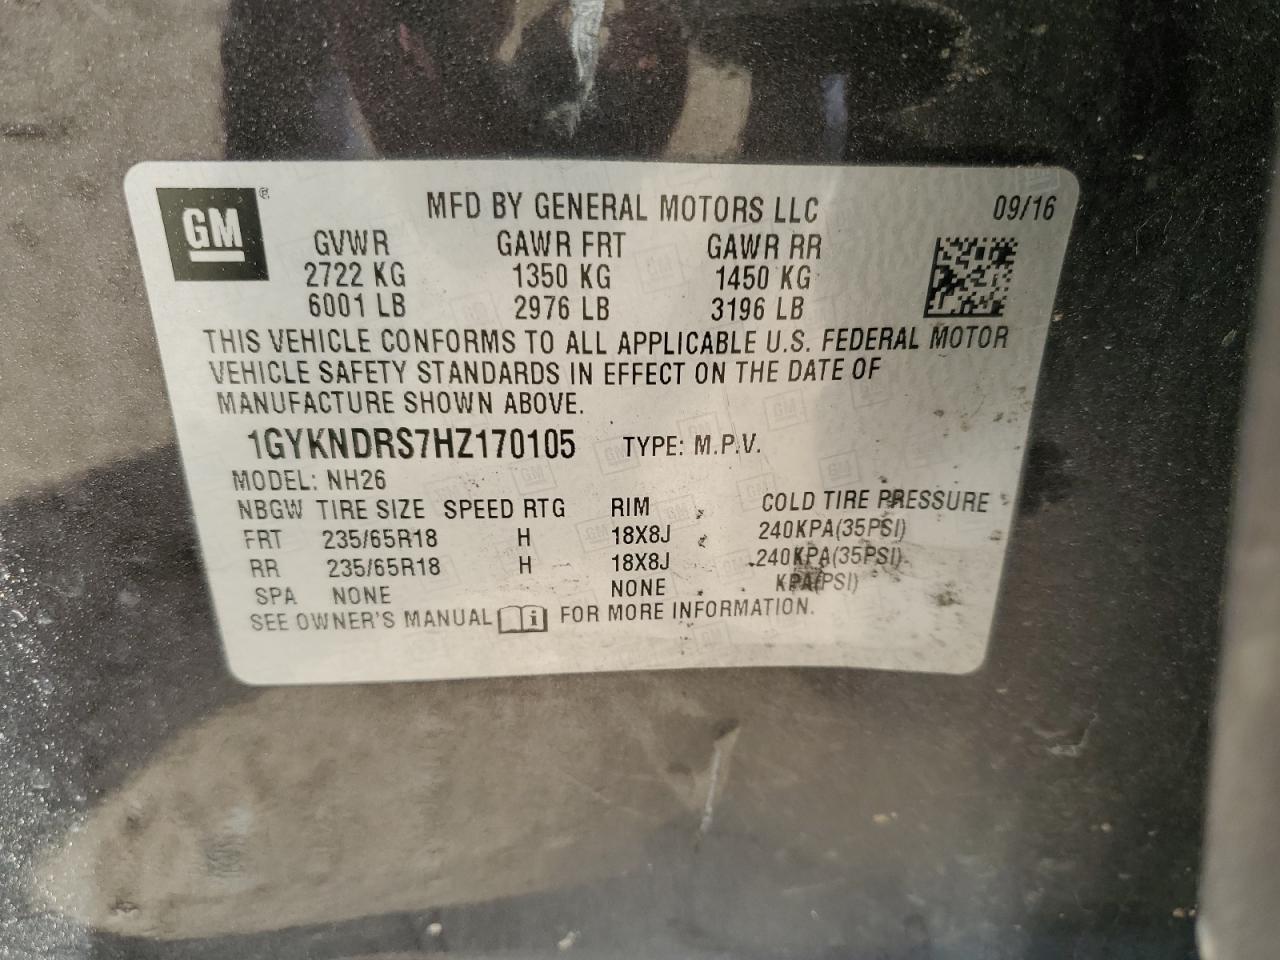 GM®
MFD BY GENERAL MOTORS LLC 09/16
GVWR GAWR FRT GAWR RR
2722 KG 1350 KG 1450 KG
6001 LB 2976 LB 3196 LB
THIS VEHICLE CONFORMS TO ALL APPLICABLE U.S. FEDERAL MOTOR
VEHICLE SAFETY STANDARDS IN EFFECT ON THE DATE OF
MANUFACTURE SHOWN ABOVE.
1GYKNDRS7HZ170105 TYPE: M.P.V.
MODEL: NH26
NBGW TIRE SIZE SPEED RTG RIM COLD TIRE PRESSURE
FRT 235/65R18 H 18X8J 240KPA(35PSI)
RR 235/65R18 H 18X8J 240KPA(35PSI)
SPA NONE NONE KPA(PSI)
SEE OWNER'S MANUAL FOR MORE INFORMATION.